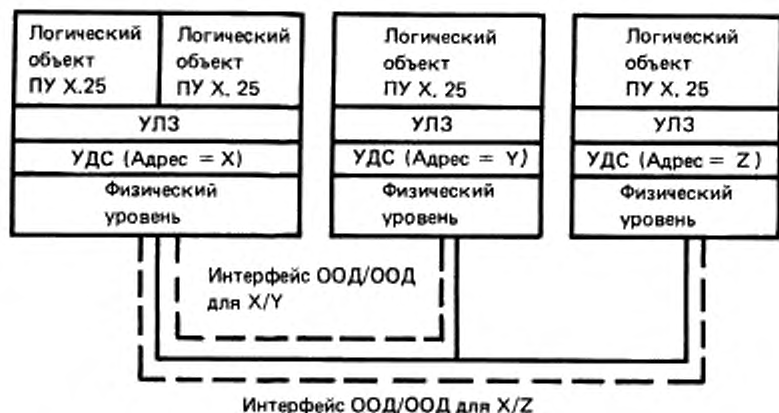 Логический
объект
ПУ X.25
Логический
объект
ПУ X. 25
УЛЗ
УДС (Адрес = X)
Физический
уровень
Логический
объект
ПУ X. 25
УЛЗ
УДС (Адрес = Y)
Физический
уровень
Логический
объект
ПУ X. 25
УЛЗ
УДС (Адрес = Z)
Физический
уровень
Интерфейс ООД/ООД
для X/Y
Интерфейс ООД/ООД для X/Z